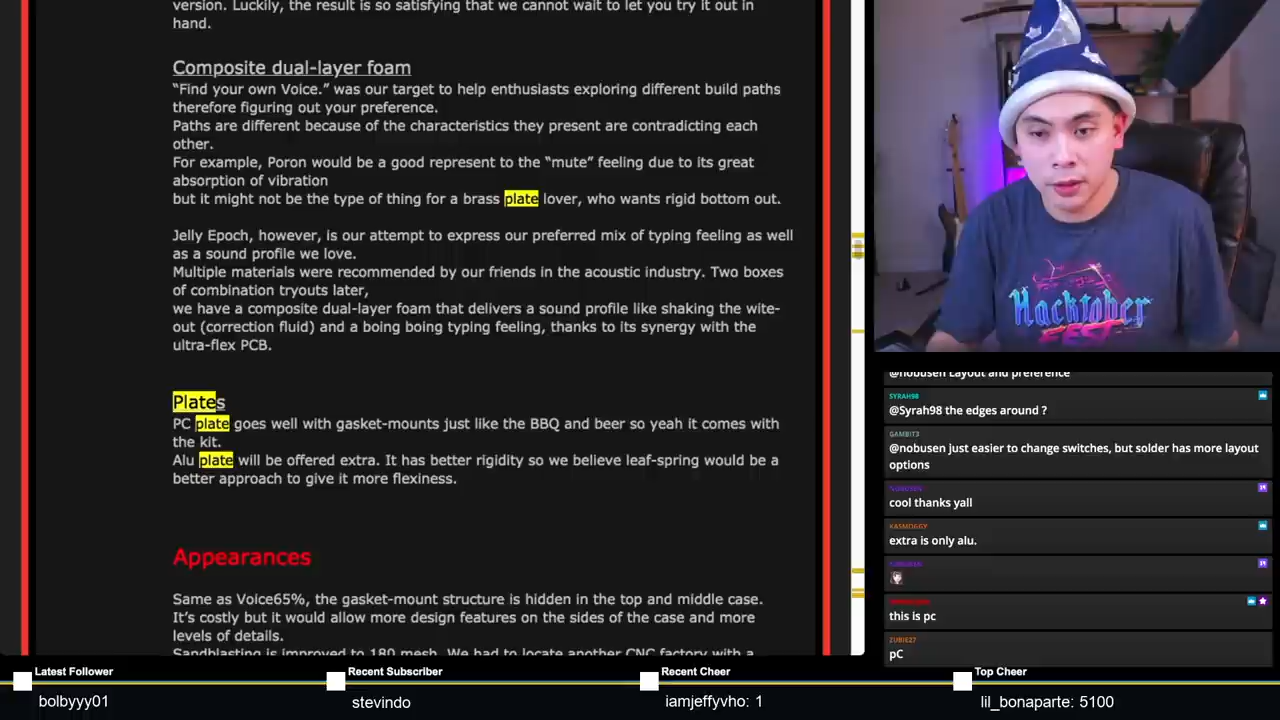 version. Luckily, the result is so satisfying that we cannot wait to let you try it out in
hand.
Composite dual-layer foam
“Find your own Voice.” was our target to help enthusiasts exploring different build paths
therefore figuring out your preference.
Paths are different because of the characteristics they present are contradicting each
other.
For example, Poron would be a good represent to the “mute” feeling due to its great
absorption of vibration
but it might not be the type of thing for a brass plate lover, who wants rigid bottom out.
Jelly Epoch, however, is our attempt to express our preferred mix of typing feeling as well
as a sound profile we love.
Multiple materials were recommended by our friends in the acoustic industry. Two boxes
of combination tryouts later,
we have a composite dual-layer foam that delivers a sound profile like shaking the wite-
out (correction fluid) and a boing boing typing feeling, thanks to its synergy with the
ultra-flex PCB.
Plates
PC plate goes well with gasket-mounts just like the BBQ and beer so yeah it comes with
the kit.
Alu plate will be offered extra. It has better rigidity so we believe leaf-spring would be a
better approach to give it more flexiness.
Appearances
Same as Voice65%, the gasket-mount structure is hidden in the top and middle case.
It’s costly but it would allow more design features on the sides of the case and more
levels of details.
Sandblasting is improved to 180 mesh. We had to locate another CNC factory with a
Hacktober
FEST
@nobusen Layout and preference
SYRAH98
@Syrah98 the edges around ?
GAMBIT3
@nobusen just easier to change switches, but solder has more layout
options
cool thanks yall
KASMOGGY
extra is only alu.
this is pc
ZUBIE27
pC
Latest Follower
bolbyyy01
Recent Subscriber
stevindo
Recent Cheer
iamjeffyvho: 1
Top Cheer
lil_bonaparte: 5100